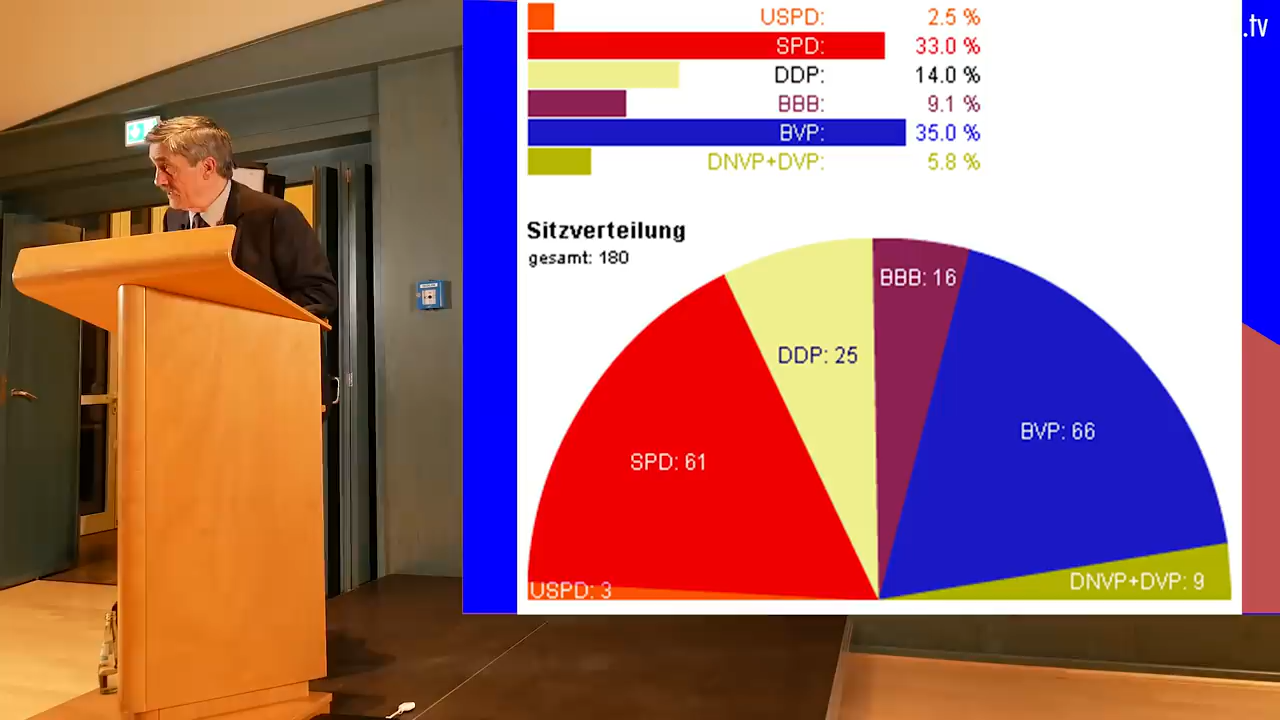 USPD: 2.5 %
SPD: 33.0 %
DDP: 14.0 %
BBB: 9.1 %
BVP: 35.0 %
DNVP+DVP: 5.8 %
.tv
Sitzverteilung
gesamt: 180
BBB: 16
DDP: 25
BVP: 66
SPD: 61
DNVP+DVP: 9
USPD: 3